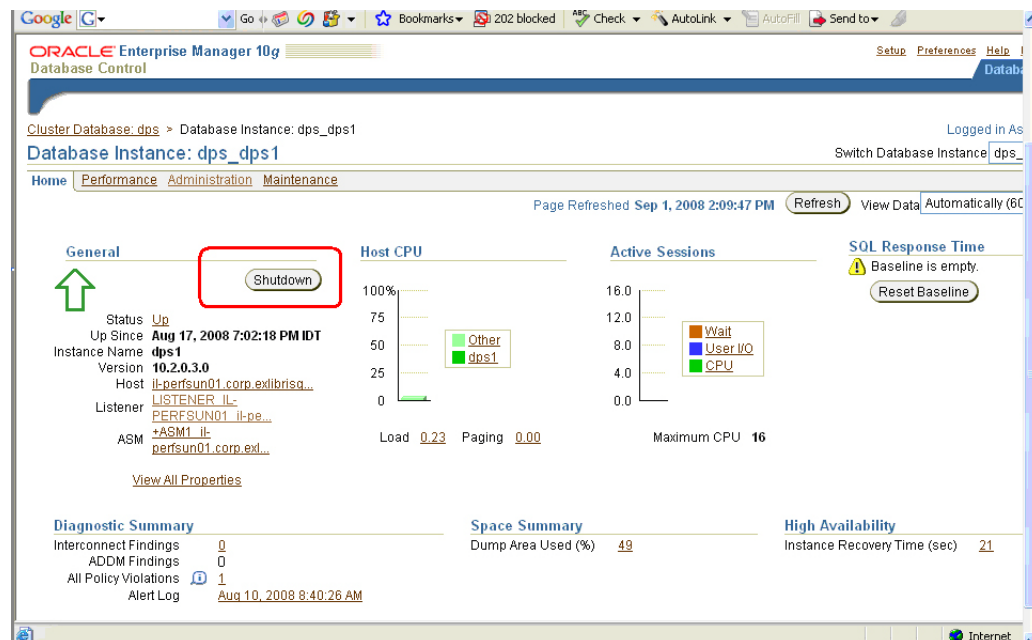 Google G Go Bookmarks 202 blocked ABC Check AutoLink AutoFill Send to
ORACLE Enterprise Manager 10g
Database Control
Setup Preferences Help
Cluster Database: dps > Database Instance: dps_dps1
Logged in As
Database Instance: dps_dps1
Switch Database Instance dps_
Home Performance Administration Maintenance
Page Refreshed Sep 1, 2008 2:09:47 PM Refresh View Data Automatically (60
General
Shutdown
Status Up
Up Since Aug 17, 2008 7:02:18 PM IDT
Instance Name dps1
Version 10.2.0.3.0
Host il-perfsun01.corp.exlibrisg...
Listener LISTENER_IL-
PERFSUN01_il-pe...
ASM +ASM1_il-
perfsun01.corp.exl...
View All Properties
Host CPU
100%
75
50
25
0
Other
dps1
Load 0.23 Paging 0.00
Active Sessions
16.0
12.0
8.0
4.0
0.0
Wait
User I/O
CPU
Maximum CPU 16
SQL Response Time
Baseline is empty.
Reset Baseline
Diagnostic Summary
Interconnect Findings 0
ADDM Findings 0
All Policy Violations 1
Alert Log Aug 10, 2008 8:40:26 AM
Space Summary
Dump Area Used (%) 49
High Availability
Instance Recovery Time (sec) 21
Internet